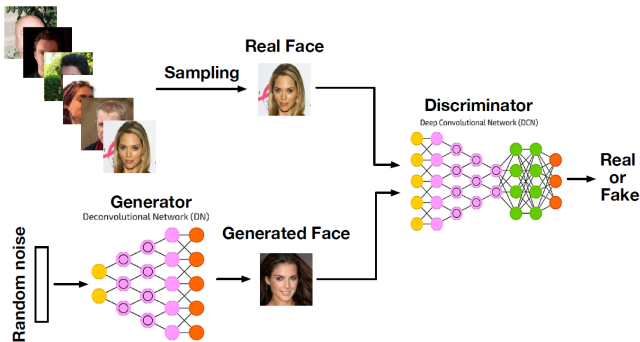 Real Face
Sampling
Discriminator
Deep Convolutional Network (DCN)
Real
or
Fake
Generator
Deconvolutional Network (DN)
Generated Face
Random noise